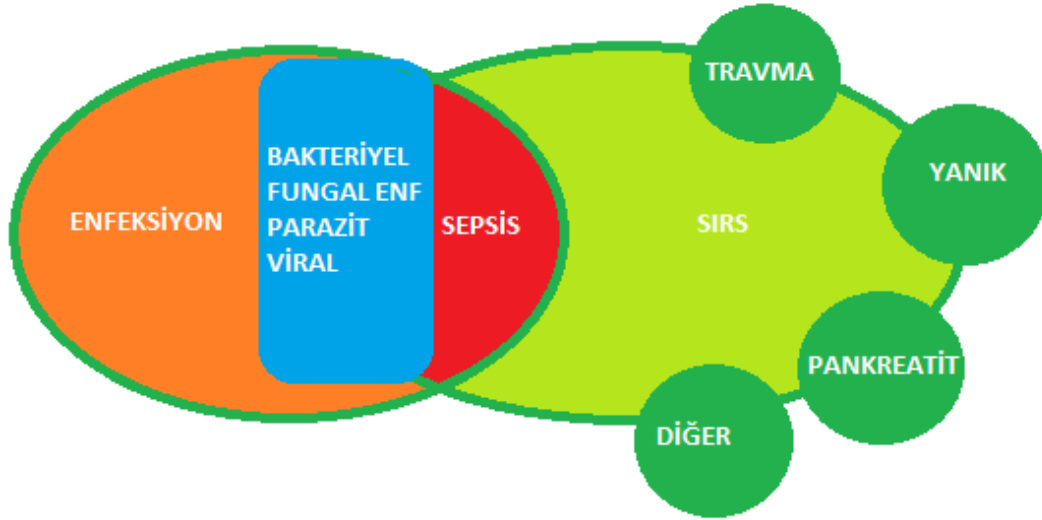 TRAVMA
YANIK
BAKTERİYEL
FUNGAL ENF
PARAZİT
VİRAL
ENFEKSİYON
SEPSİS
SIRS
PANKREATİT
DİĞER